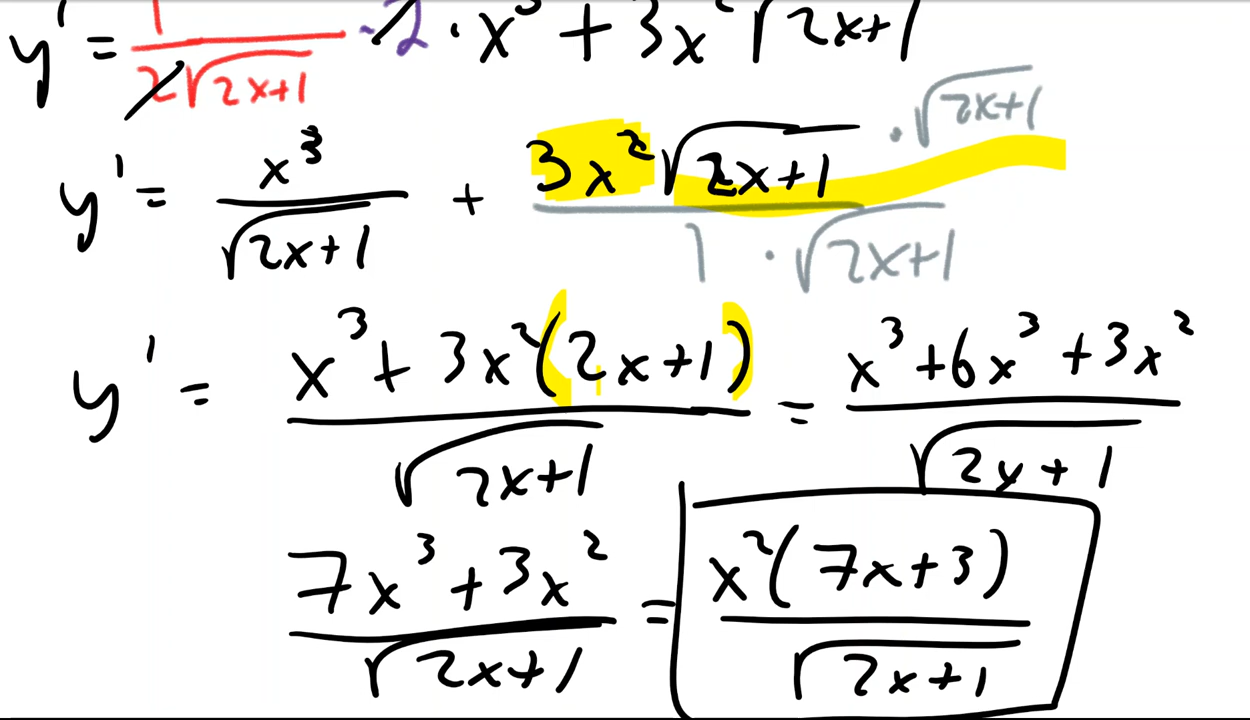 y' = 1/(2√(2x+1)) · 2 · x³ + 3x² √(2x+1)
y' = x³/√(2x+1) + (3x² √(2x+1) · √(2x+1))/(1 · √(2x+1))
y' = (x³ + 3x²(2x+1))/√(2x+1) = (x³ + 6x³ + 3x²)/√(2x+1)
(7x³ + 3x²)/√(2x+1) = x²(7x+3)/√(2x+1)